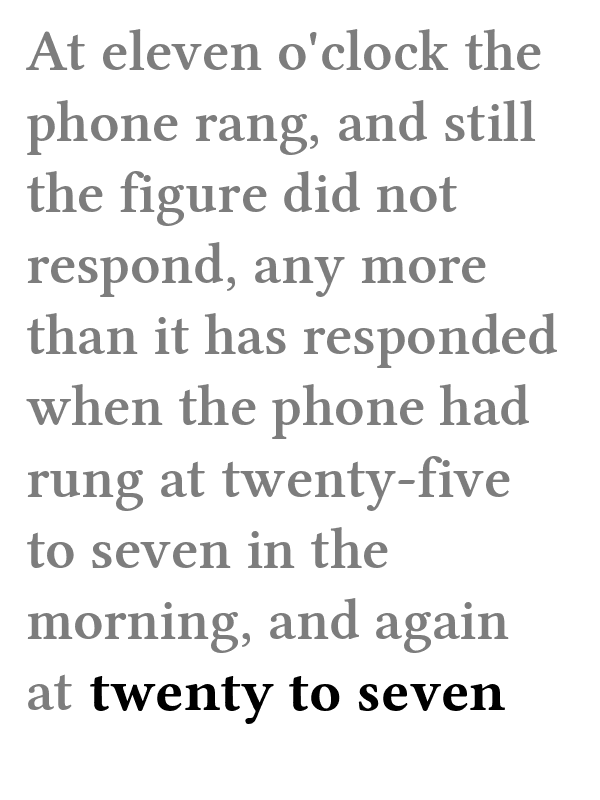 At eleven o'clock the
phone rang, and still
the figure did not
respond, any more
than it has responded
when the phone had
rung at twenty-five
to seven in the
morning, and again
at twenty to seven